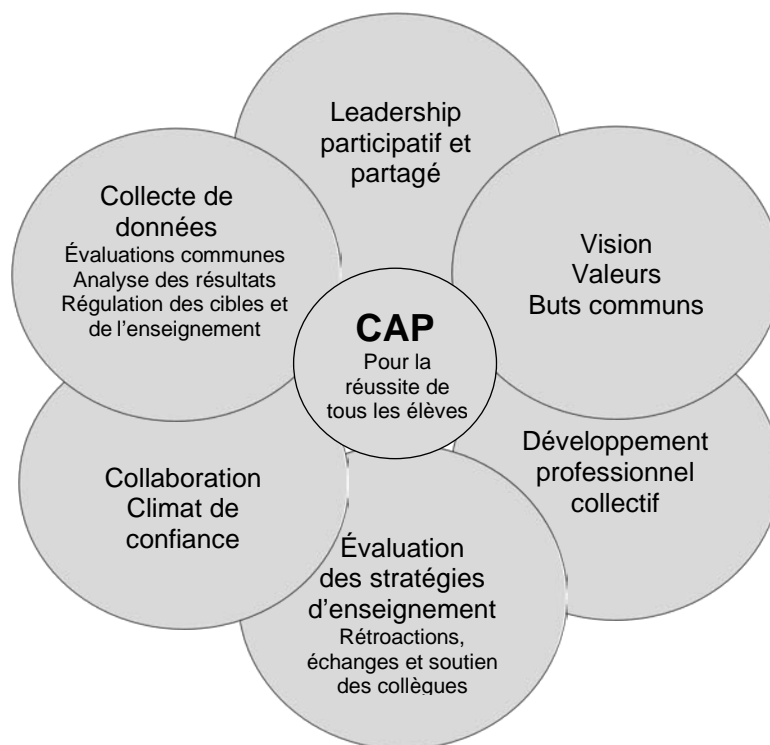 Leadership
participatif et
partagé
Collecte de
données
Évaluations communes
Analyse des résultats
Régulation des cibles et
de l'enseignement
Vision
Valeurs
Buts communs
CAP
Pour la
réussite de
tous les élèves
Développement
professionnel
collectif
Collaboration
Climat de
confiance
Évaluation
des stratégies
d'enseignement
Rétroactions,
échanges et soutien
des collègues